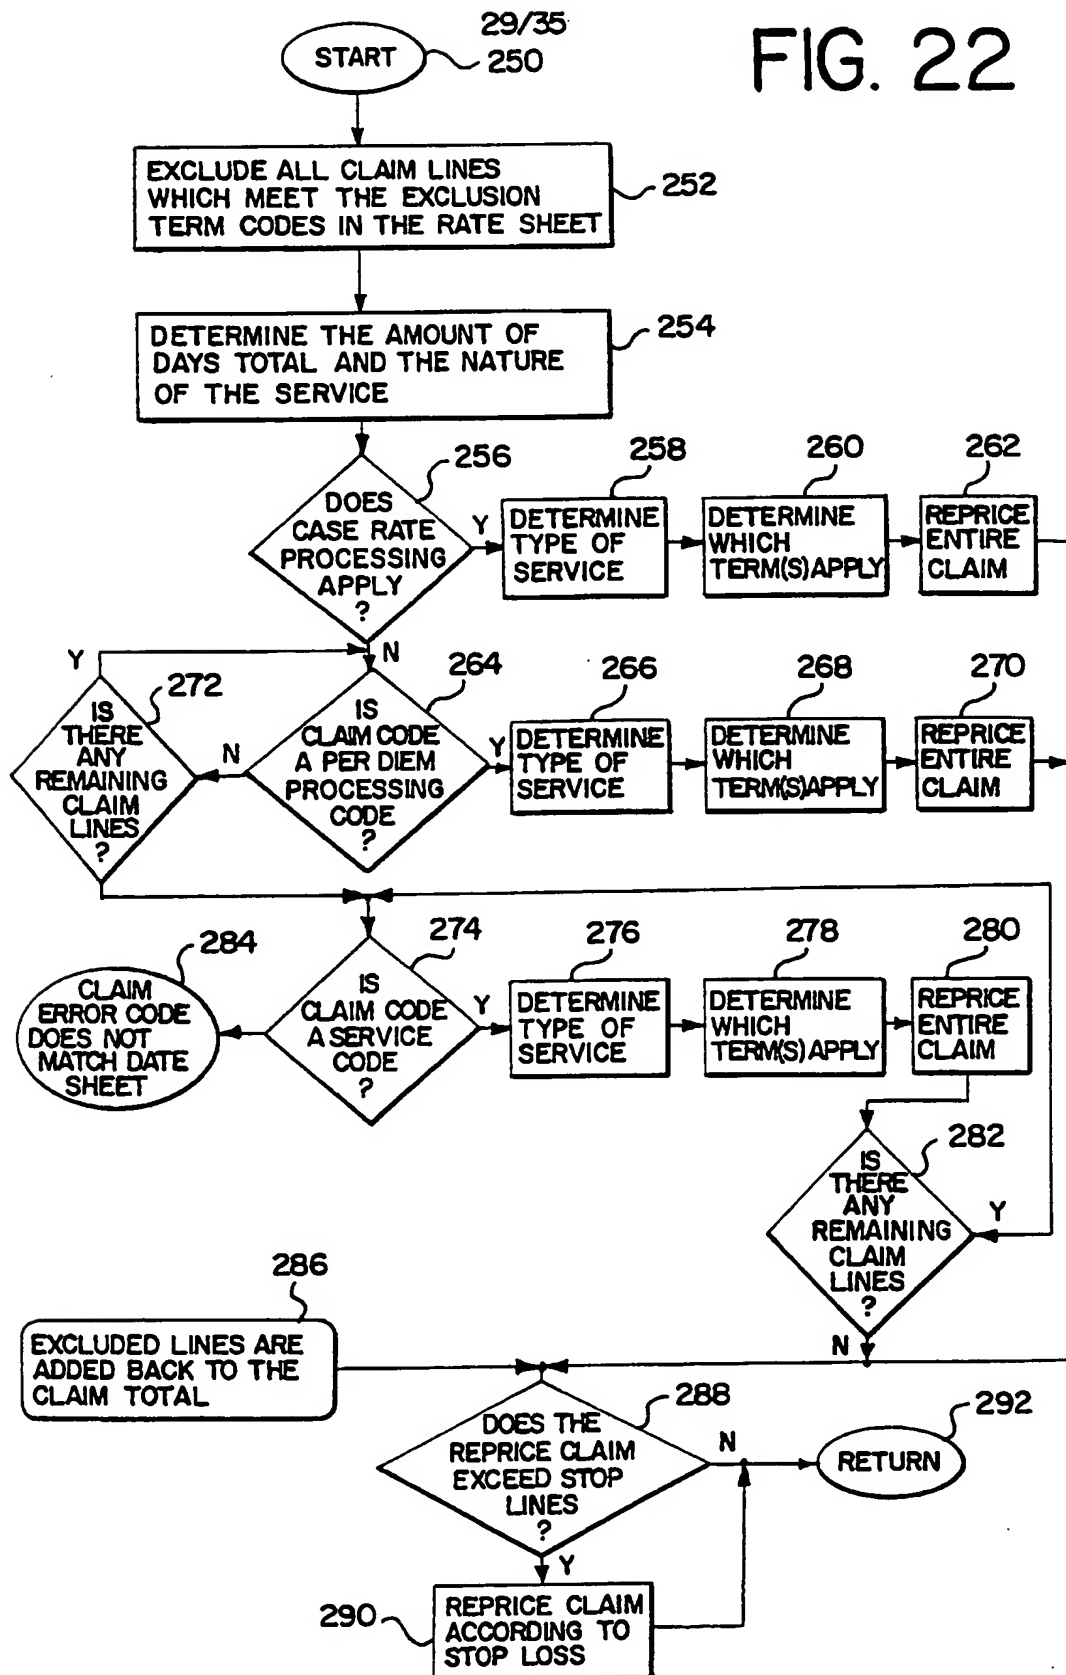 29/35
FIG. 22
START
250
EXCLUDE ALL CLAIM LINES
WHICH MEET THE EXCLUSION
TERM CODES IN THE RATE SHEET
252
DETERMINE THE AMOUNT OF
DAYS TOTAL AND THE NATURE
OF THE SERVICE
254
DOES
CASE RATE
PROCESSING
APPLY
?
256
Y
N
DETERMINE
TYPE OF
SERVICE
258
DETERMINE
WHICH
TERM(S) APPLY
260
REPRICE
ENTIRE
CLAIM
262
IS
THERE
ANY
REMAINING
CLAIM
LINES
?
272
Y
N
IS
CLAIM CODE
A PER DIEM
PROCESSING
CODE
?
264
Y
DETERMINE
TYPE OF
SERVICE
266
DETERMINE
WHICH
TERM(S) APPLY
268
REPRICE
ENTIRE
CLAIM
270
CLAIM
ERROR CODE
DOES NOT
MATCH DATE
SHEET
284
IS
CLAIM CODE
A SERVICE
CODE
?
274
Y
DETERMINE
TYPE OF
SERVICE
276
DETERMINE
WHICH
TERM(S) APPLY
278
REPRICE
ENTIRE
CLAIM
280
IS
THERE
ANY
REMAINING
CLAIM
LINES
?
282
Y
N
286
EXCLUDED LINES ARE
ADDED BACK TO THE
CLAIM TOTAL
DOES THE
REPRICE CLAIM
EXCEED STOP
LINES
?
288
N
Y
RETURN
292
290
REPRICE CLAIM
ACCORDING TO
STOP LOSS